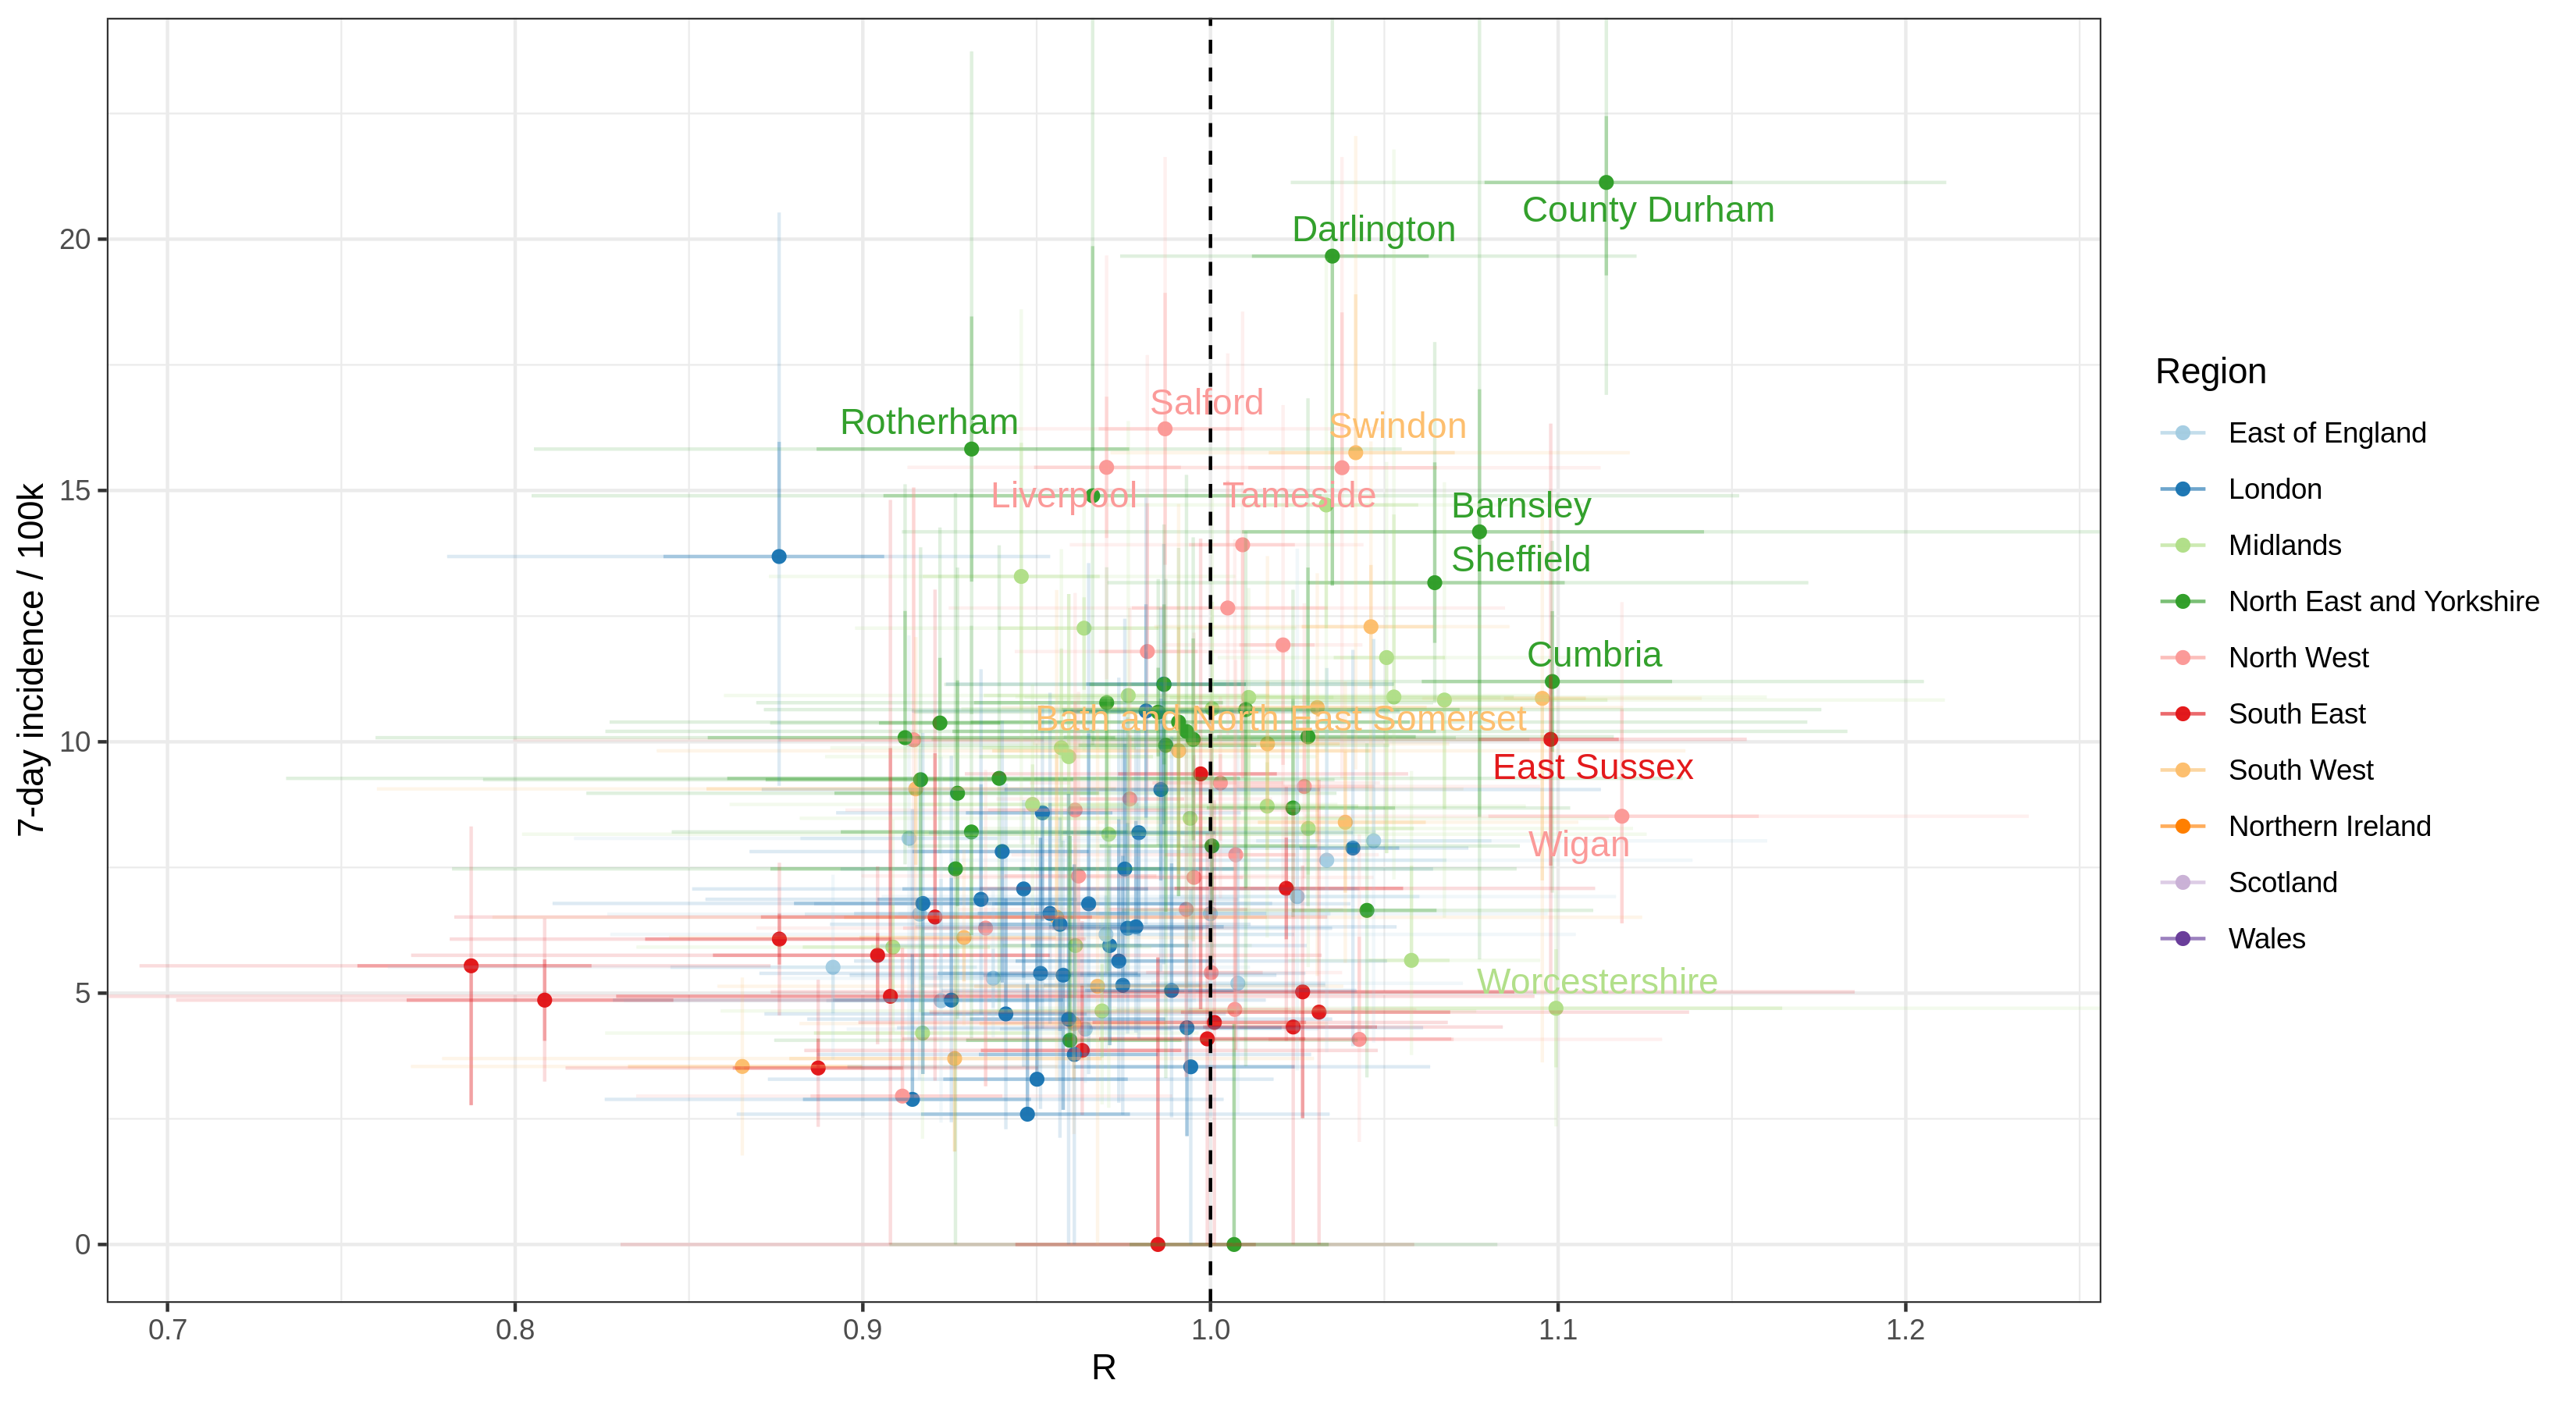 County Durham
Darlington
Salford
Rotherham
Swindon
Liverpool
Tameside
Barnsley
Sheffield
Cumbria
Bath and North East Somerset
East Sussex
Wigan
Worcestershire
20
15
10
5
0
7-day incidence / 100k
0.7
0.8
0.9
1.0
1.1
1.2
R
Region
East of England
London
Midlands
North East and Yorkshire
North West
South East
South West
Northern Ireland
Scotland
Wales